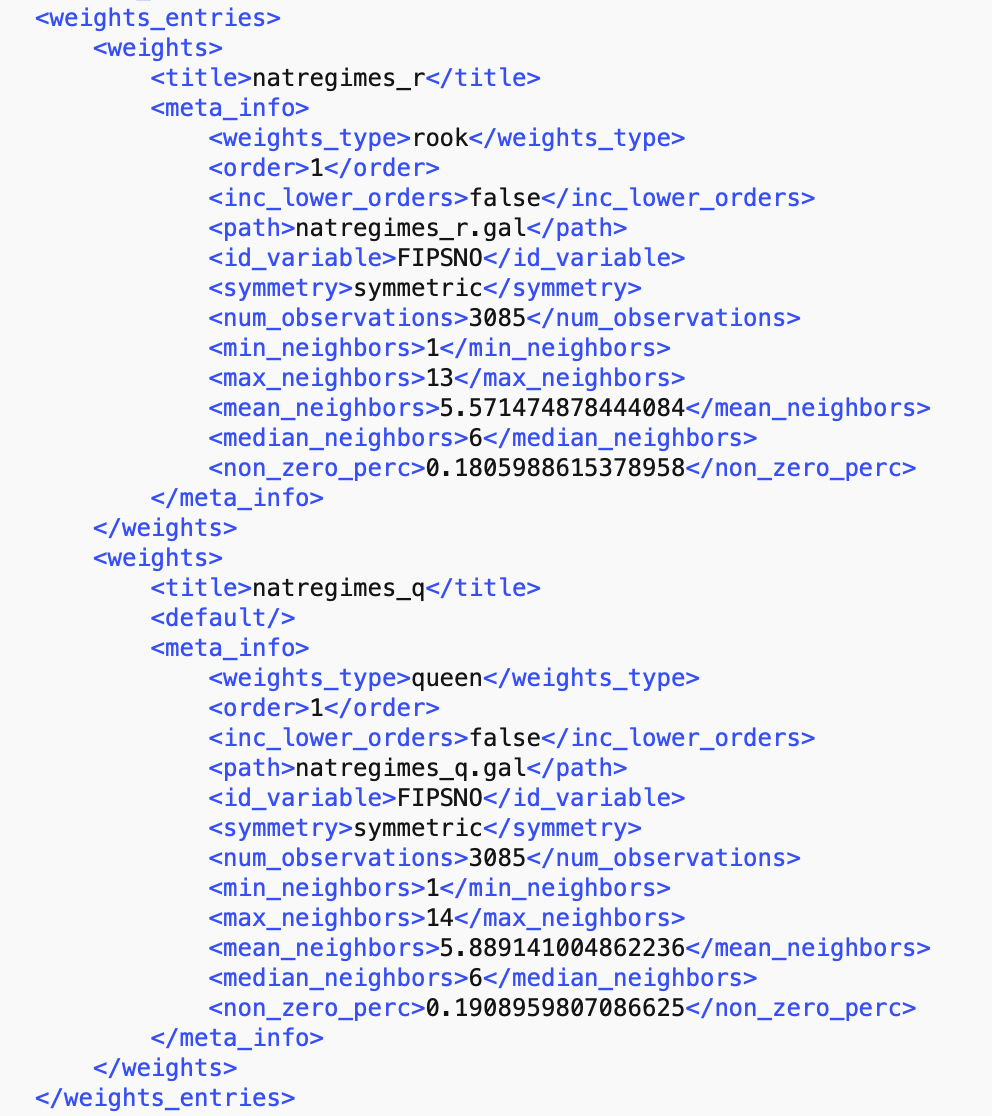 <weights_entries>
<weights>
<title>natregimes_r</title>
<meta_info>
<weights_type>rook</weights_type>
<order>1</order>
<inc_lower_orders>false</inc_lower_orders>
<path>natregimes_r.gal</path>
<id_variable>FIPSNO</id_variable>
<symmetry>symmetric</symmetry>
<num_observations>3085</num_observations>
<min_neighbors>1</min_neighbors>
<max_neighbors>13</max_neighbors>
<mean_neighbors>5.571474878444084</mean_neighbors>
<median_neighbors>6</median_neighbors>
<non_zero_perc>0.1805988615378958</non_zero_perc>
</meta_info>
</weights>
<weights>
<title>natregimes_q</title>
<default/>
<meta_info>
<weights_type>queen</weights_type>
<order>1</order>
<inc_lower_orders>false</inc_lower_orders>
<path>natregimes_q.gal</path>
<id_variable>FIPSNO</id_variable>
<symmetry>symmetric</symmetry>
<num_observations>3085</num_observations>
<min_neighbors>1</min_neighbors>
<max_neighbors>14</max_neighbors>
<mean_neighbors>5.889141004862236</mean_neighbors>
<median_neighbors>6</median_neighbors>
<non_zero_perc>0.1908959807086625</non_zero_perc>
</meta_info>
</weights>
</weights_entries>